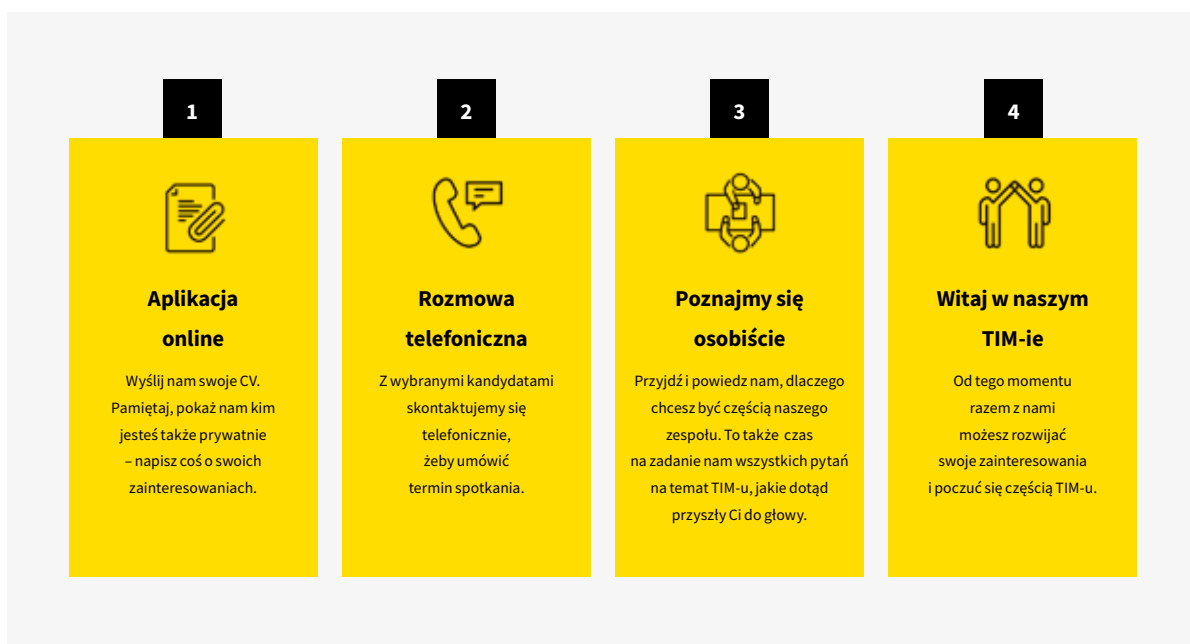 1
Aplikacja
online
Wyślij nam swoje CV.
Pamiętaj, pokaż nam kim
jesteś także prywatnie
– napisz coś o swoich
zainteresowaniach.
2
Rozmowa
telefoniczna
Z wybranymi kandydatami
skontaktujemy się
telefonicznie,
żeby umówić
termin spotkania.
3
Poznajmy się
osobiście
Przyjdź i powiedz nam, dlaczego
chcesz być częścią naszego
zespołu. To także czas
na zadanie nam wszystkich pytań
na temat TIM-u, jakie dotąd
przyszły Ci do głowy.
4
Witaj w naszym
TIM-ie
Od tego momentu
razem z nami
możesz rozwijać
swoje zainteresowania
i poczuć się częścią TIM-u.